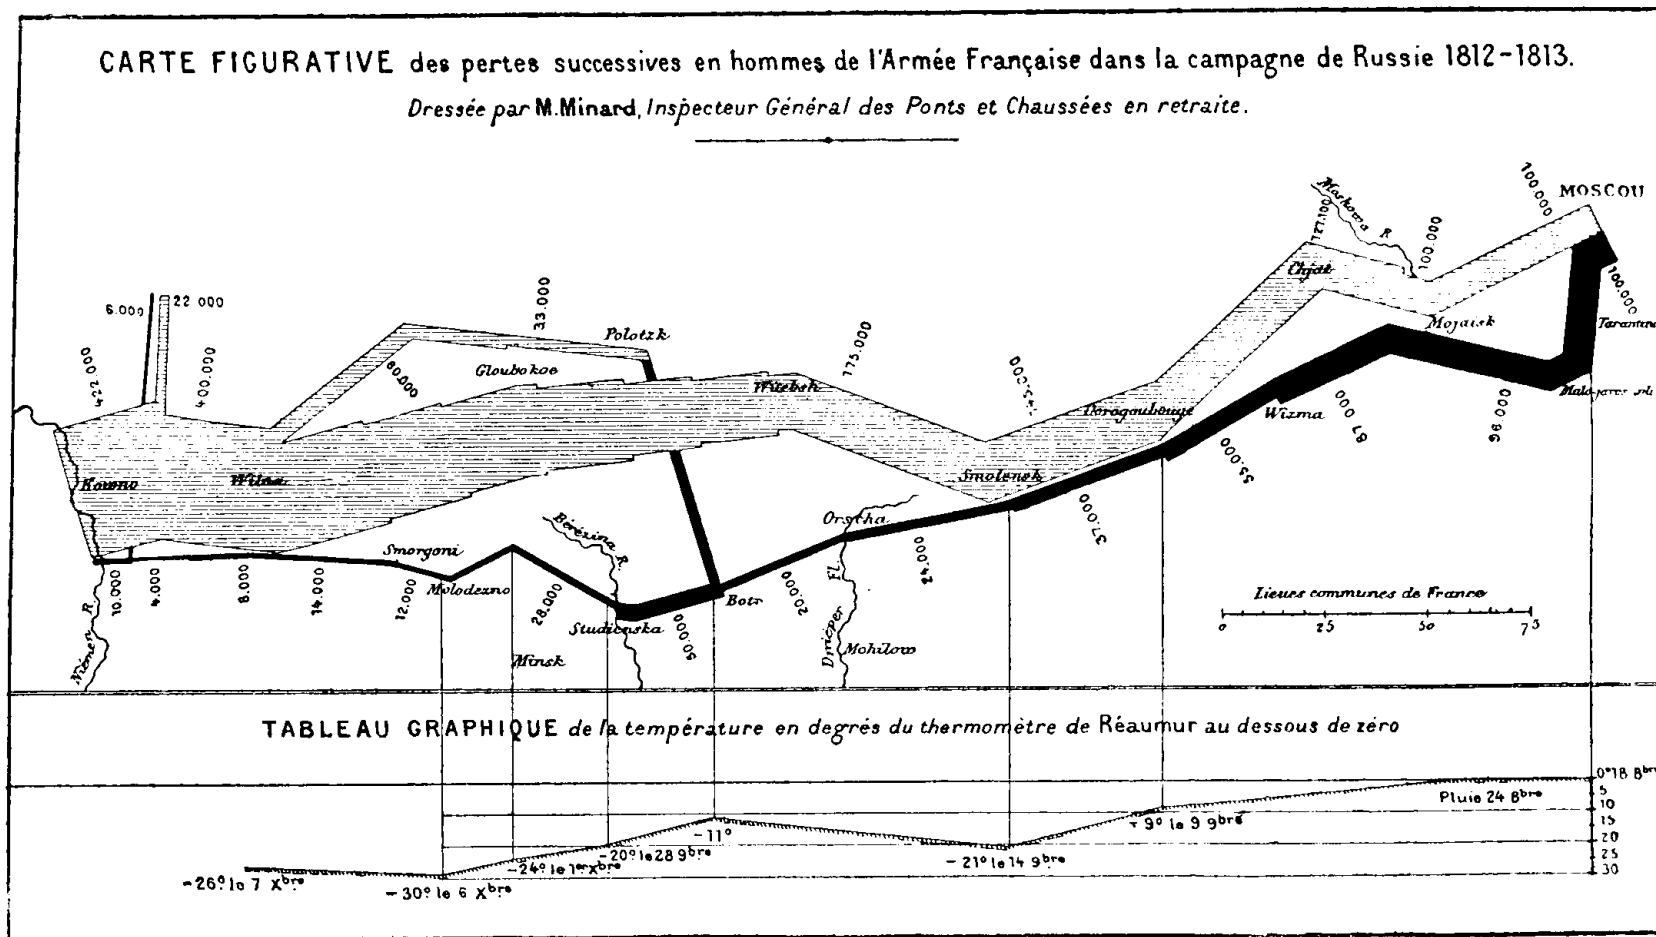 CARTE FIGURATIVE des pertes successives en hommes de l'Armée Française dans la campagne de Russie 1812-1813.
Dressée par M.Minard, Inspecteur Général des Ponts et Chaussées en retraite.
Moskowa R.
100.000
MOSCOU
127.100
100.000
Chjat
6.000
22 000
33.000
Polotzk
Mojaisk
100.000
Tarantino
422.000
400.000
60.000
Gloubokoe
175.000
Witebsk
145.000
Dorogoubouge
Wizma
87 000
96.000
Kowno
Wilna
Smolensk
55.000
Orscha
37.000
Bérézina R.
Smorgoni
Molodezno
24.000
10.000
4.000
8.000
14.000
12.000
28.000
Studienska
50.000
Botr
20.000
Lieues communes de France
0 25 50 75
Niémen R
Minsk
Dniéper Fl.
Mohilow
TABLEAU GRAPHIQUE de la température en degrés du thermomètre de Réaumur au dessous de zéro
0° 18 8bre
5
10
15
20
25
30
Pluie 24 8bre
- 9° le 9 9bre
-11°
-21° le 14 9bre
-20° le 28 9bre
-24° le 1er Xbre
-30° le 6 Xbre
-26° le 7 Xbre